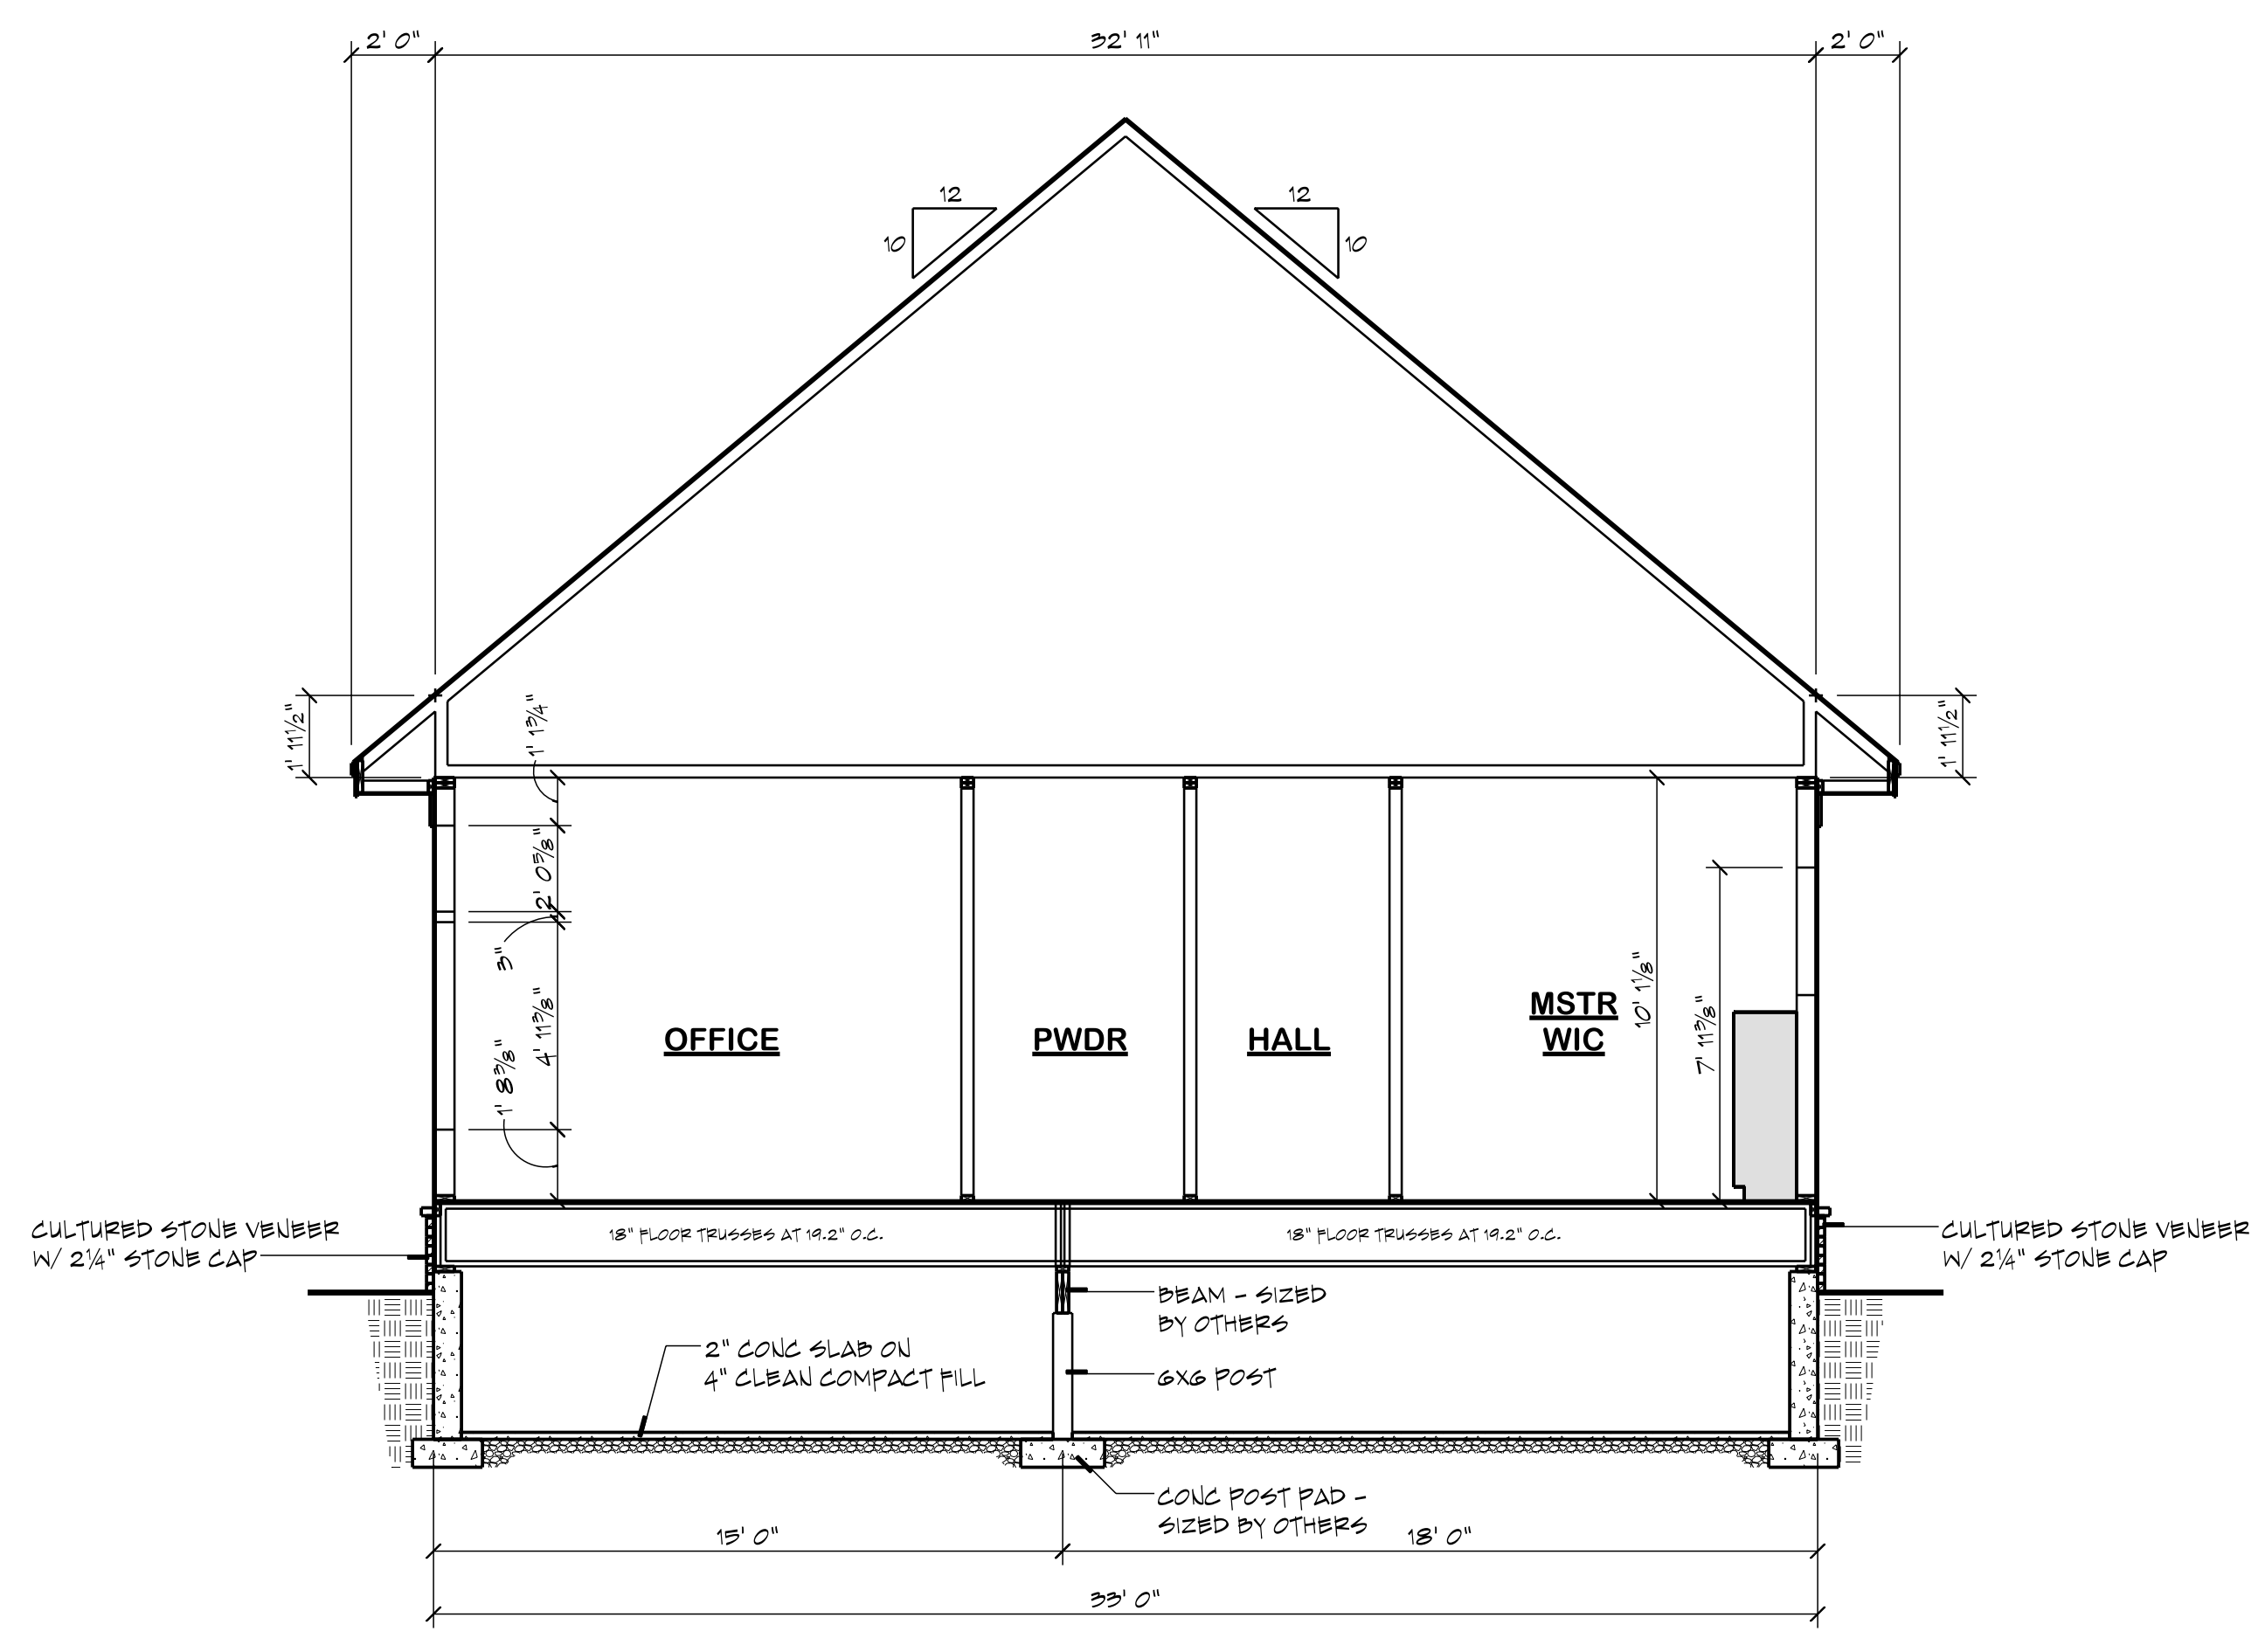 2' 0" 32' 11" 2' 0"
12 12
10 10
1' 11½" 1' 1¾" 1' 11½"
2' 0⅝"
3"
4' 11⅜"
1' 8⅜"
10' 1⅛"
7' 11⅜"
OFFICE PWDR HALL MSTR
WIC
CULTURED STONE VENEER
W/ 2¼" STONE CAP
18" FLOOR TRUSSES AT 19.2" O.C. 18" FLOOR TRUSSES AT 19.2" O.C.
CULTURED STONE VENEER
W/ 2¼" STONE CAP
BEAM - SIZED
BY OTHERS
2" CONC SLAB ON
4" CLEAN COMPACT FILL
6X6 POST
CONC POST PAD -
SIZED BY OTHERS
15' 0" 18' 0"
33' 0"